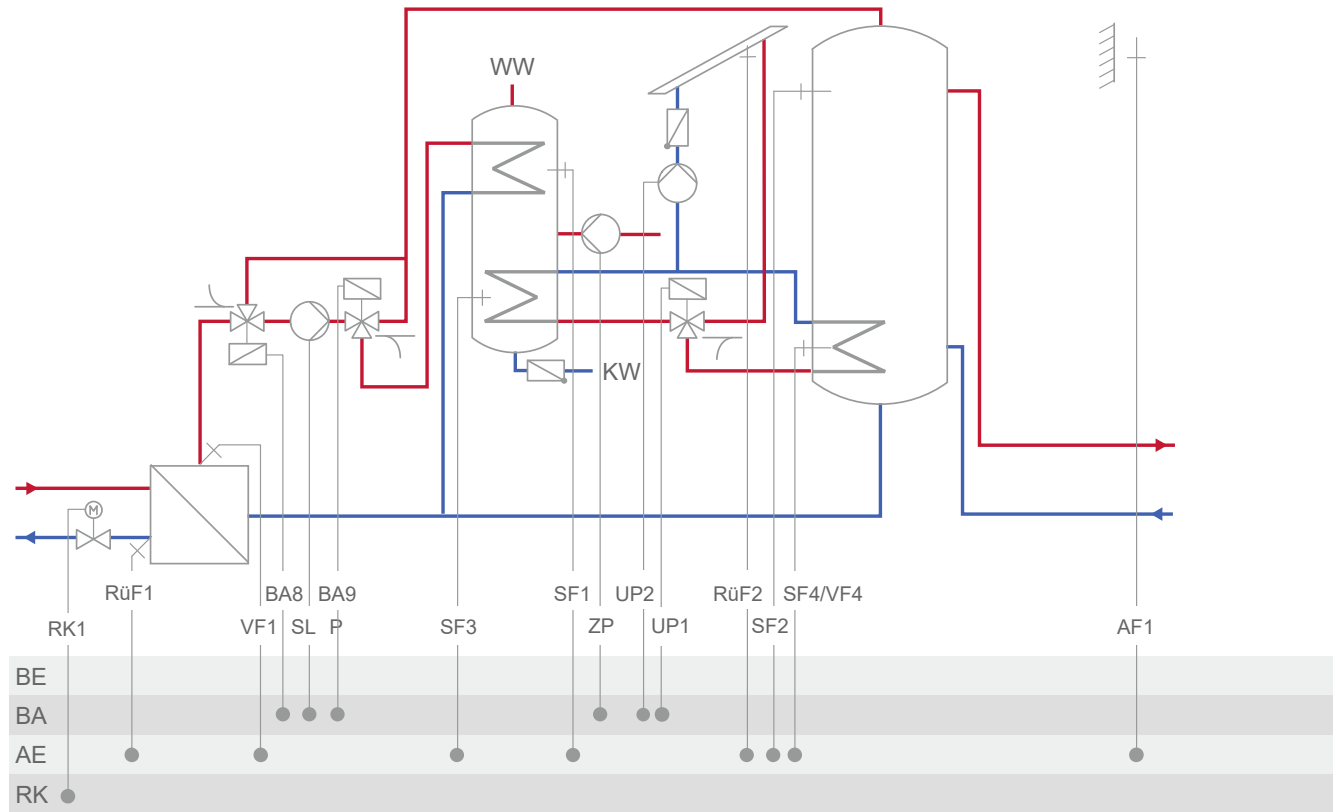 WW
KW
M
RüF1
BA8
BA9
SF1
UP2
RüF2
SF4/VF4
RK1
VF1
SL
P
SF3
ZP
UP1
SF2
AF1
BE
BA
AE
RK